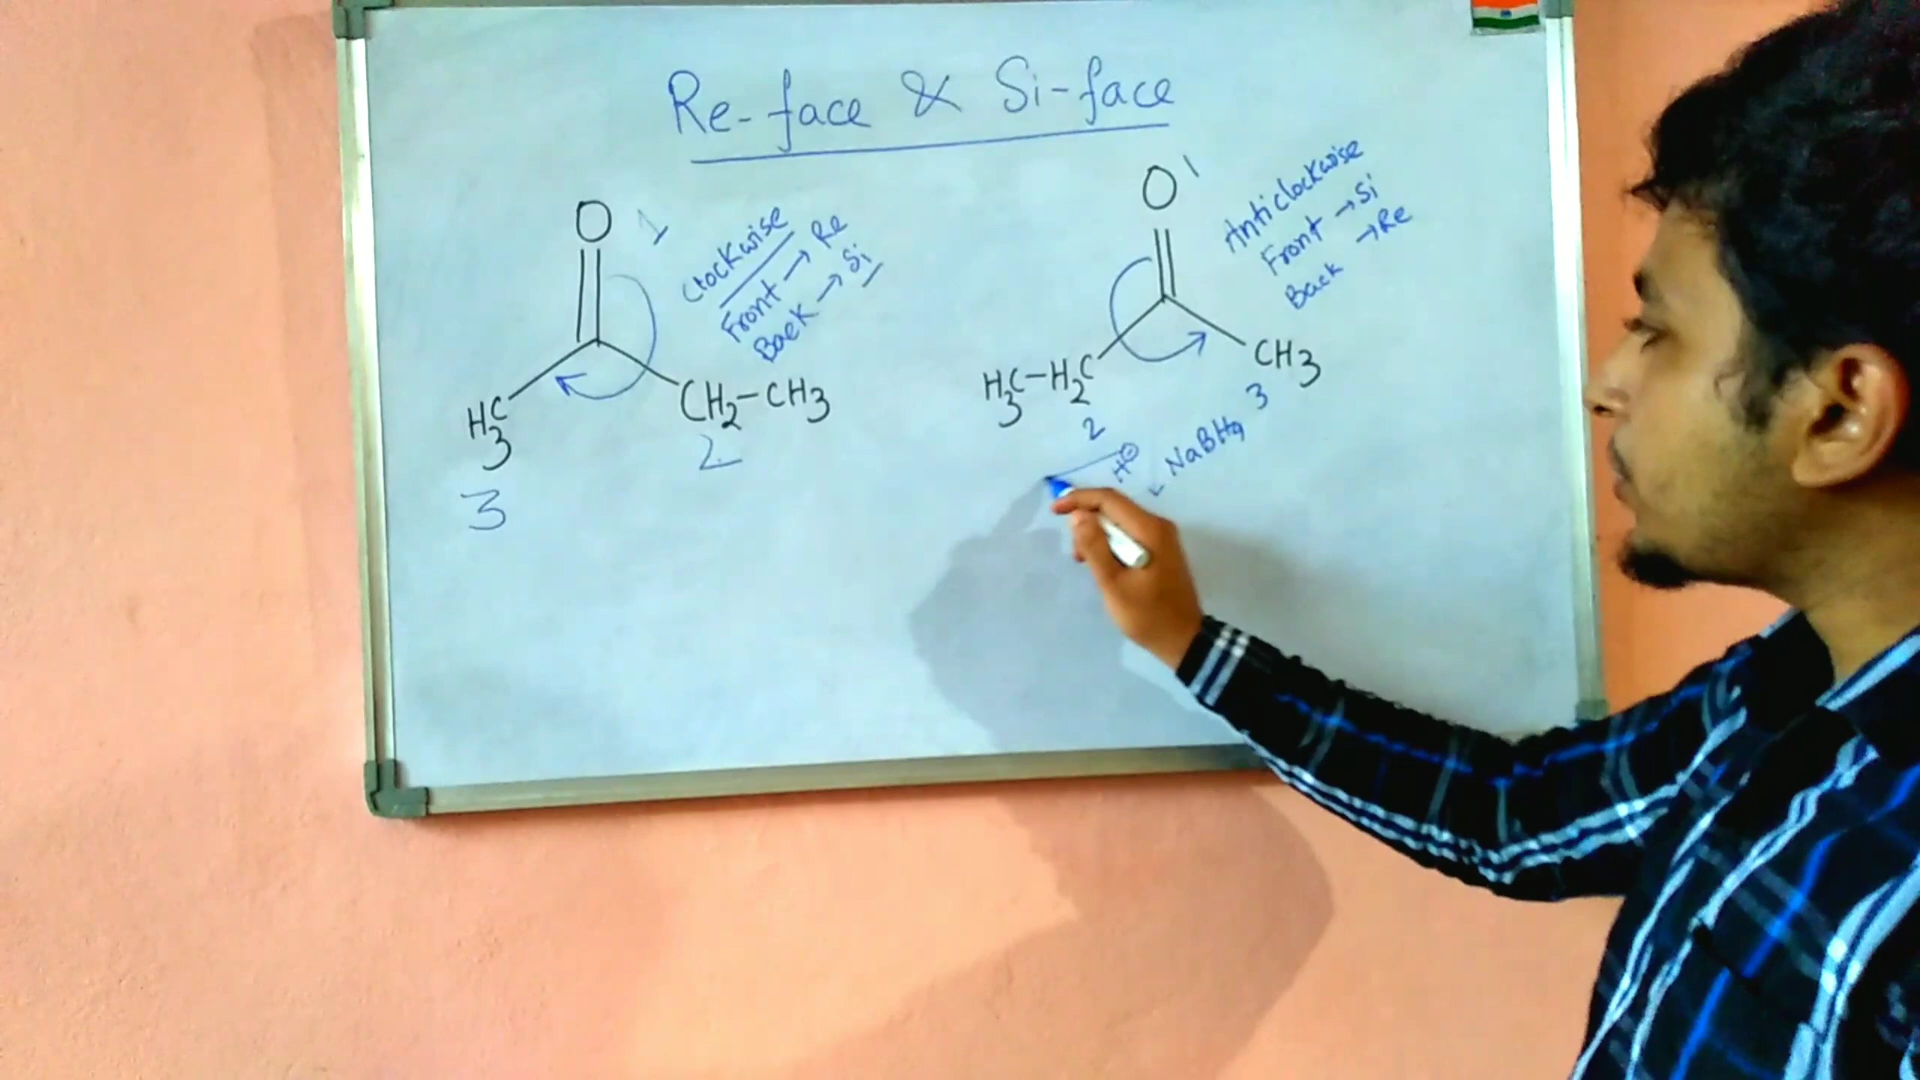 Re-face & Si-face
O 1
Clockwise
Front → Re
Back → Si
H3C
CH2-CH3
2
3
O 1
Anticlockwise
Front → Si
Back → Re
H3C-H2C
CH3
2
3
H⊖
NaBH4